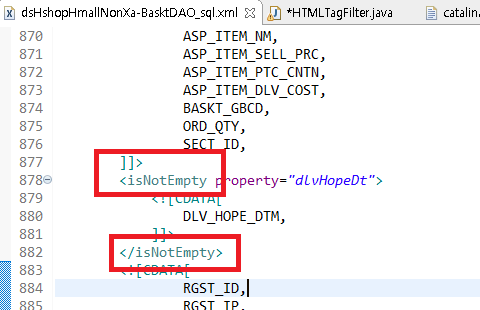 dsHshopHmallNonXa-BasktDAO_sql.xml
*HTMLTagFilter.java
catalina
870 ASP_ITEM_NM,
871 ASP_ITEM_SELL_PRC,
872 ASP_ITEM_PTC_CNTN,
873 ASP_ITEM_DLV_COST,
874 BASKT_GBCD,
875 ORD_QTY,
876 SECT_ID,
877 ]]>
878 <isNotEmpty property="dlvHopeDt">
879 <![CDATA[
880 DLV_HOPE_DTM,
881 ]]>
882 </isNotEmpty>
883 <![CDATA[
884 RGST_ID,
885 RGST_IP,